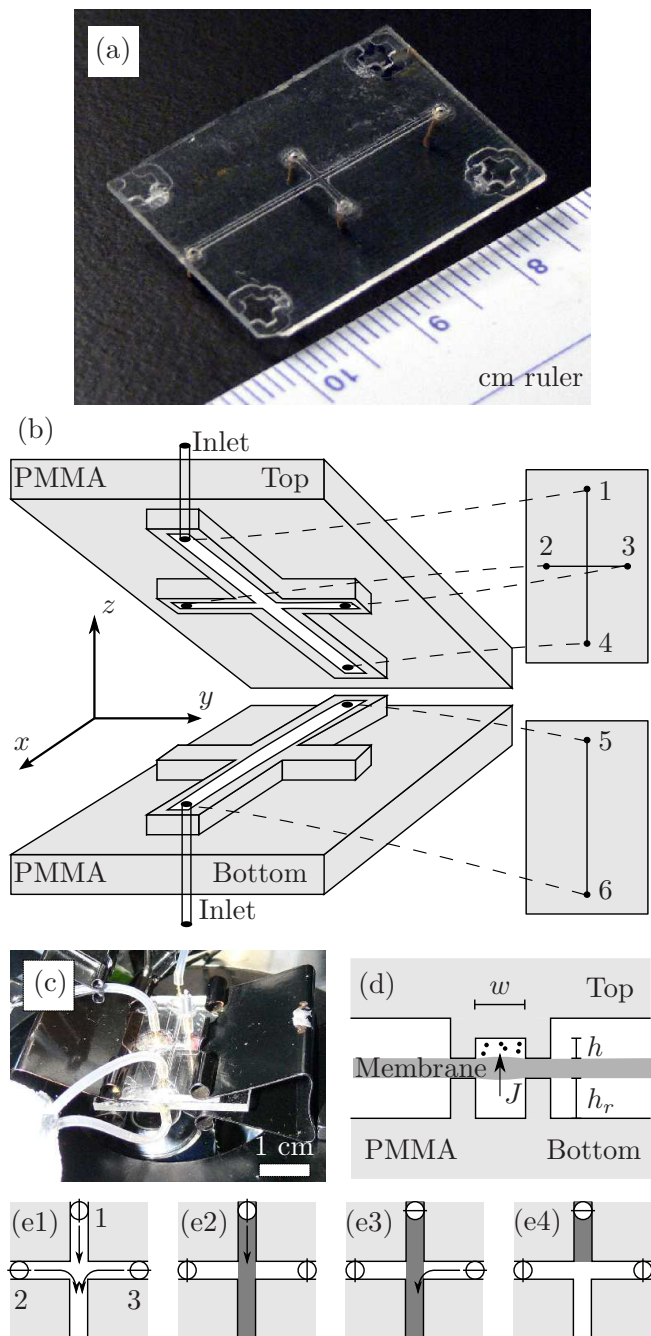 (a)
8
9
10
cm ruler
(b)
Inlet
PMMA Top
1
2 3
4
z
y
x
5
6
PMMA Bottom
Inlet
(c)
1 cm
(d)
w
Top
Membrane
h
J
h_r
PMMA Bottom
(e1) 1
2 3
(e2)
(e3)
(e4)